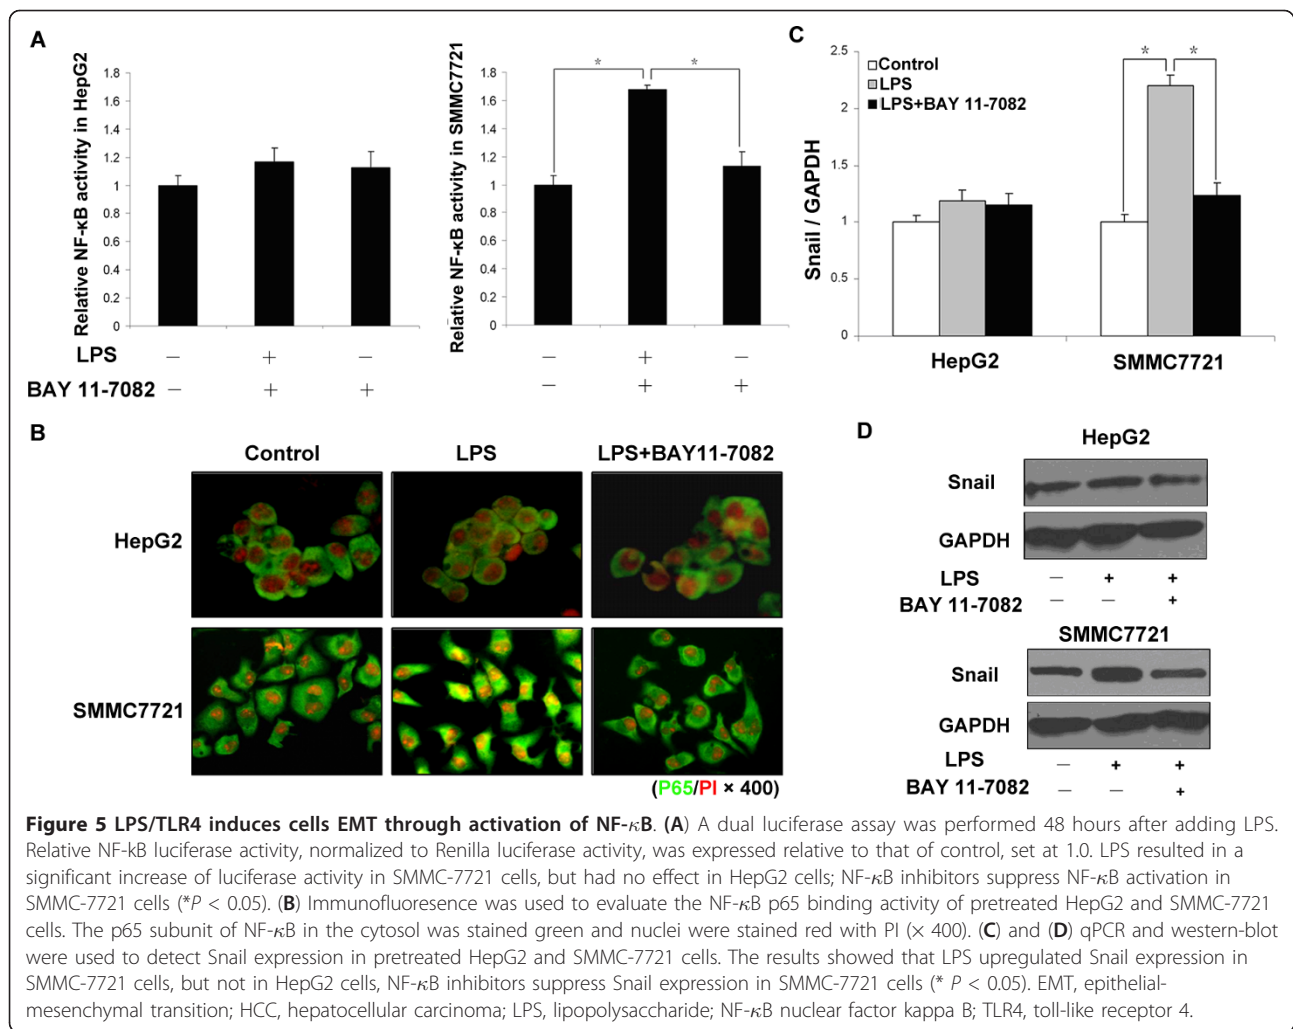 A
Relative NF-κB activity in HepG2
1.8
1.6
1.4
1.2
1
0.8
0.6
0.4
0.2
0
Relative NF-κB activity in SMMC7721
1.8
1.6
1.4
1.2
1
0.8
0.6
0.4
0.2
0
* *
LPS − + − − + −
BAY 11-7082 − + + − + +
C
Snail / GAPDH
2.5
2
1.5
1
0.5
0
Control
LPS
LPS+BAY 11-7082
* *
HepG2 SMMC7721
B
Control LPS LPS+BAY11-7082
HepG2
SMMC7721
(P65/PI × 400)
D
HepG2
Snail
GAPDH
LPS − + +
BAY 11-7082 − − +
SMMC7721
Snail
GAPDH
LPS − + +
BAY 11-7082 − − +
Figure 5 LPS/TLR4 induces cells EMT through activation of NF-κB. (A) A dual luciferase assay was performed 48 hours after adding LPS.
Relative NF-kB luciferase activity, normalized to Renilla luciferase activity, was expressed relative to that of control, set at 1.0. LPS resulted in a
significant increase of luciferase activity in SMMC-7721 cells, but had no effect in HepG2 cells; NF-κB inhibitors suppress NF-κB activation in
SMMC-7721 cells (*P < 0.05). (B) Immunofluoresence was used to evaluate the NF-κB p65 binding activity of pretreated HepG2 and SMMC-7721
cells. The p65 subunit of NF-κB in the cytosol was stained green and nuclei were stained red with PI (× 400). (C) and (D) qPCR and western-blot
were used to detect Snail expression in pretreated HepG2 and SMMC-7721 cells. The results showed that LPS upregulated Snail expression in
SMMC-7721 cells, but not in HepG2 cells, NF-κB inhibitors suppress Snail expression in SMMC-7721 cells (* P < 0.05). EMT, epithelial-
mesenchymal transition; HCC, hepatocellular carcinoma; LPS, lipopolysaccharide; NF-κB nuclear factor kappa B; TLR4, toll-like receptor 4.